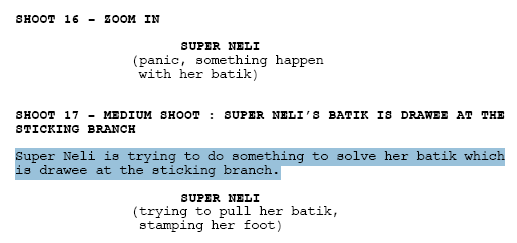 SHOOT 16 – ZOOM IN
SUPER NELI
(panic, something happen
with her batik)
SHOOT 17 – MEDIUM SHOOT : SUPER NELI'S BATIK IS DRAWEE AT THE
STICKING BRANCH
Super Neli is trying to do something to solve her batik which
is drawee at the sticking branch.
SUPER NELI
(trying to pull her batik,
stamping her foot)